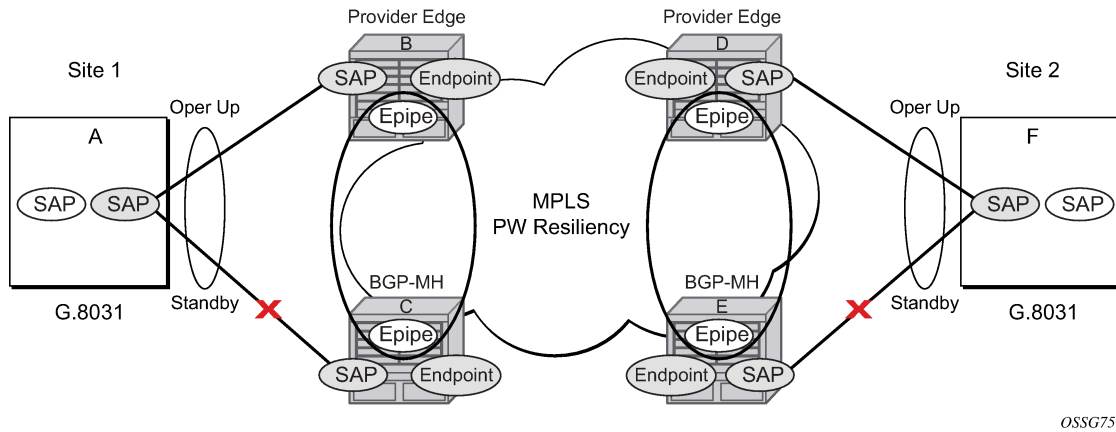 Provider Edge
Provider Edge
B
D
Site 1
Site 2
SAP
Endpoint
Endpoint
SAP
Oper Up
Oper Up
Epipe
Epipe
A
F
SAP
SAP
SAP
SAP
MPLS
PW Resiliency
Standby
Standby
G.8031
G.8031
BGP-MH
BGP-MH
C
E
Epipe
Epipe
SAP
Endpoint
Endpoint
SAP
OSSG75